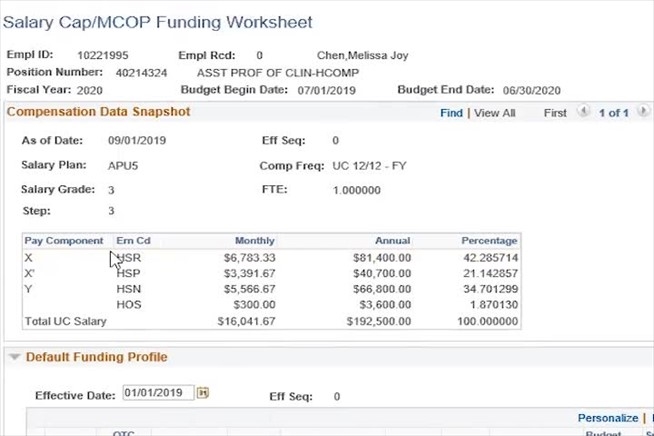 Salary Cap/MCOP Funding Worksheet
Empl ID: 10221995 Empl Rcd: 0 Chen,Melissa Joy
Position Number: 40214324 ASST PROF OF CLIN-HCOMP
Fiscal Year: 2020 Budget Begin Date: 07/01/2019 Budget End Date: 06/30/2020
Compensation Data Snapshot Find | View All First 1 of 1
As of Date: 09/01/2019 Eff Seq: 0
Salary Plan: APU5 Comp Freq: UC 12/12 - FY
Salary Grade: 3 FTE: 1.000000
Step: 3
Pay Component Ern Cd Monthly Annual Percentage
X HSR $6,783.33 $81,400.00 42.285714
X' HSP $3,391.67 $40,700.00 21.142857
Y HSN $5,566.67 $66,800.00 34.701299
HOS $300.00 $3,600.00 1.870130
Total UC Salary $16,041.67 $192,500.00 100.000000
Default Funding Profile
Effective Date: 01/01/2019 Eff Seq: 0
Personalize |
OTC Budget